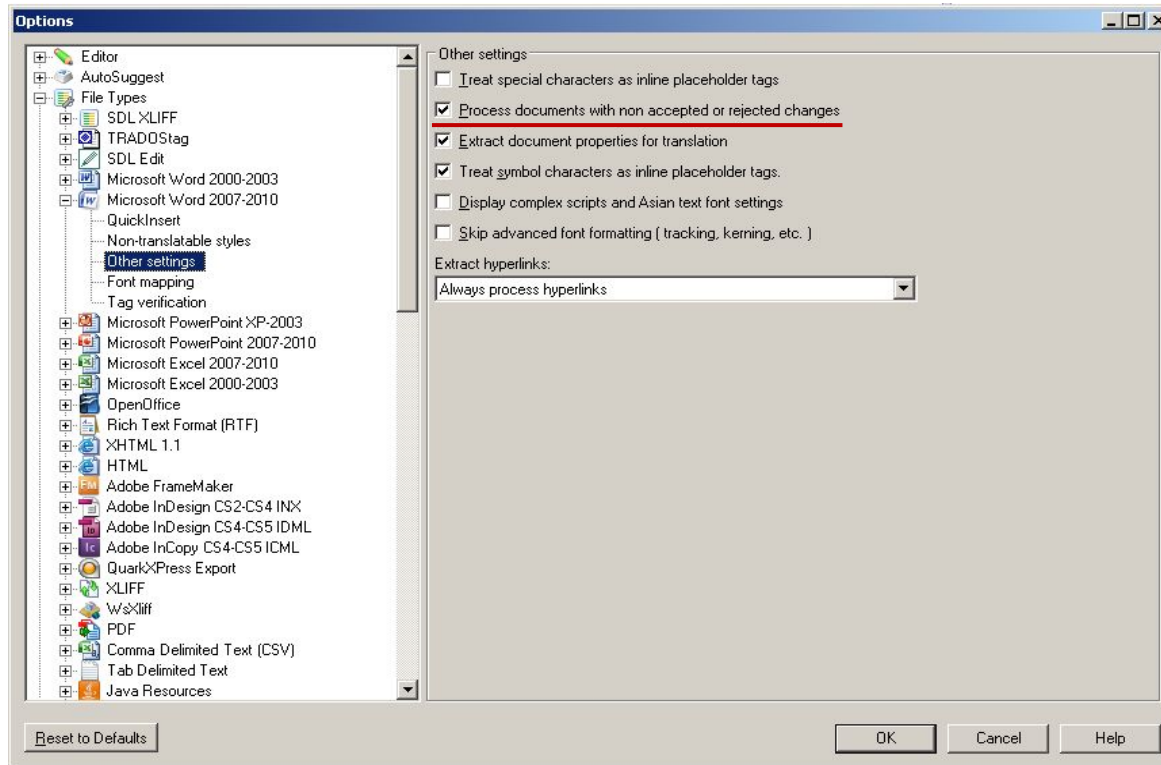 Options
Editor
AutoSuggest
File Types
SDL XLIFF
TRADOStag
SDL Edit
Microsoft Word 2000-2003
Microsoft Word 2007-2010
QuickInsert
Non-translatable styles
Other settings
Font mapping
Tag verification
Microsoft PowerPoint XP-2003
Microsoft PowerPoint 2007-2010
Microsoft Excel 2007-2010
Microsoft Excel 2000-2003
OpenOffice
Rich Text Format (RTF)
XHTML 1.1
HTML
Adobe FrameMaker
Adobe InDesign CS2-CS4 INX
Adobe InDesign CS4-CS5 IDML
Adobe InCopy CS4-CS5 ICML
QuarkXPress Export
XLIFF
WsXliff
PDF
Comma Delimited Text (CSV)
Tab Delimited Text
Java Resources
Other settings
Treat special characters as inline placeholder tags
Process documents with non accepted or rejected changes
Extract document properties for translation
Treat symbol characters as inline placeholder tags.
Display complex scripts and Asian text font settings
Skip advanced font formatting ( tracking, kerning, etc. )
Extract hyperlinks:
Always process hyperlinks
Reset to Defaults
OK
Cancel
Help